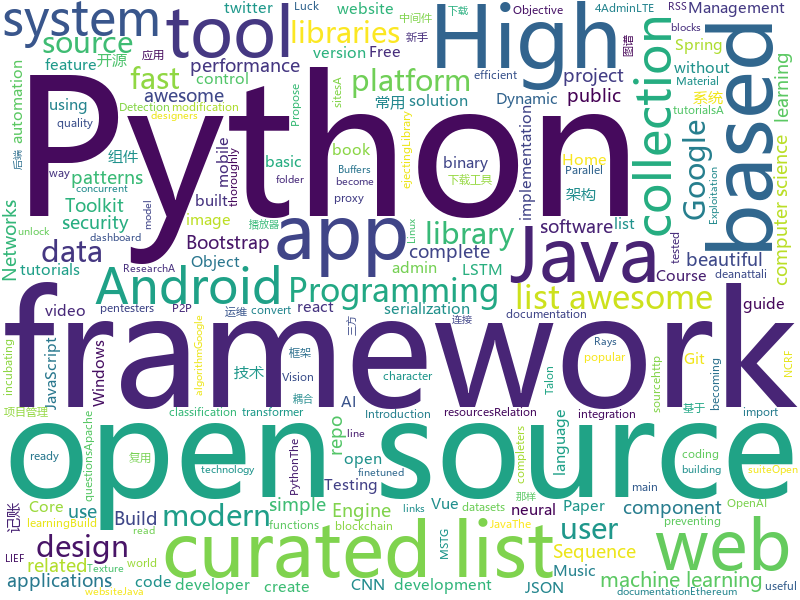 system
tool
High
twitter
Luck
website
中间件
下载
Objective
4AdminLTE
RSS
Management
blocks
新手
应用
图谱
Spring
Material
tutorialsA
系统
without
project
public
常用
solution
Dynamic
control
version
Free
performance
libraries
source
开源
fast
awesome
feature
automation
后端
组件
using
patterns
Toolkit
security
Networks
tutorials
platform
Detection
modification
designers
quality
way
concurrent
Propose
sitesA
basic
mobile
thoroughly
built
image
book
Buffers
become
proxy
folder
binary
下载工具
ejectingLibrary
implementation
Home
Parallel
架构
software
list
Google
collection
based
learning
computer science
Exploitation
Python
app
Java
library
complete
LSTM
serialization
Bootstrap
Object
admin
播放器
Linux
model
unlock
dashboard
ResearchA
data
Android
Programming
list awesome
beautiful
Course
tested
deanattali
guide
video
react
documentation
pentesters
P2P
convert
运维
JavaScript
Windows
incubating
algorithmGoogle
三方
连接
popular
Git
Rays
NCRF
becoming
framework
技术
框架
耦合
AI
Vision
character
Introduction
transformer
classification
项目管理
resourcesRelation
integration
基于
Talon
sourcehttp
import
open source
PythonThe
line
repo
open
finetuned
language
completers
那样
复用
technology
building
suiteOpen
coding
main
OpenAI
links
datasets
neural
JavaThe
MSTG
Testing
Engine
Vue
development
Paper
component
preventing
machine learning
questionsApache
ready
记账
Core
use
learningBuild
Build
modern
simple
functions
blockchain
read
user
Sequence
web
design
related
applications
LIEF
Texture
world
websiteJava
code
developer
create
curated list
CNN
efficient
JSON
Music
documentationEthereum
useful